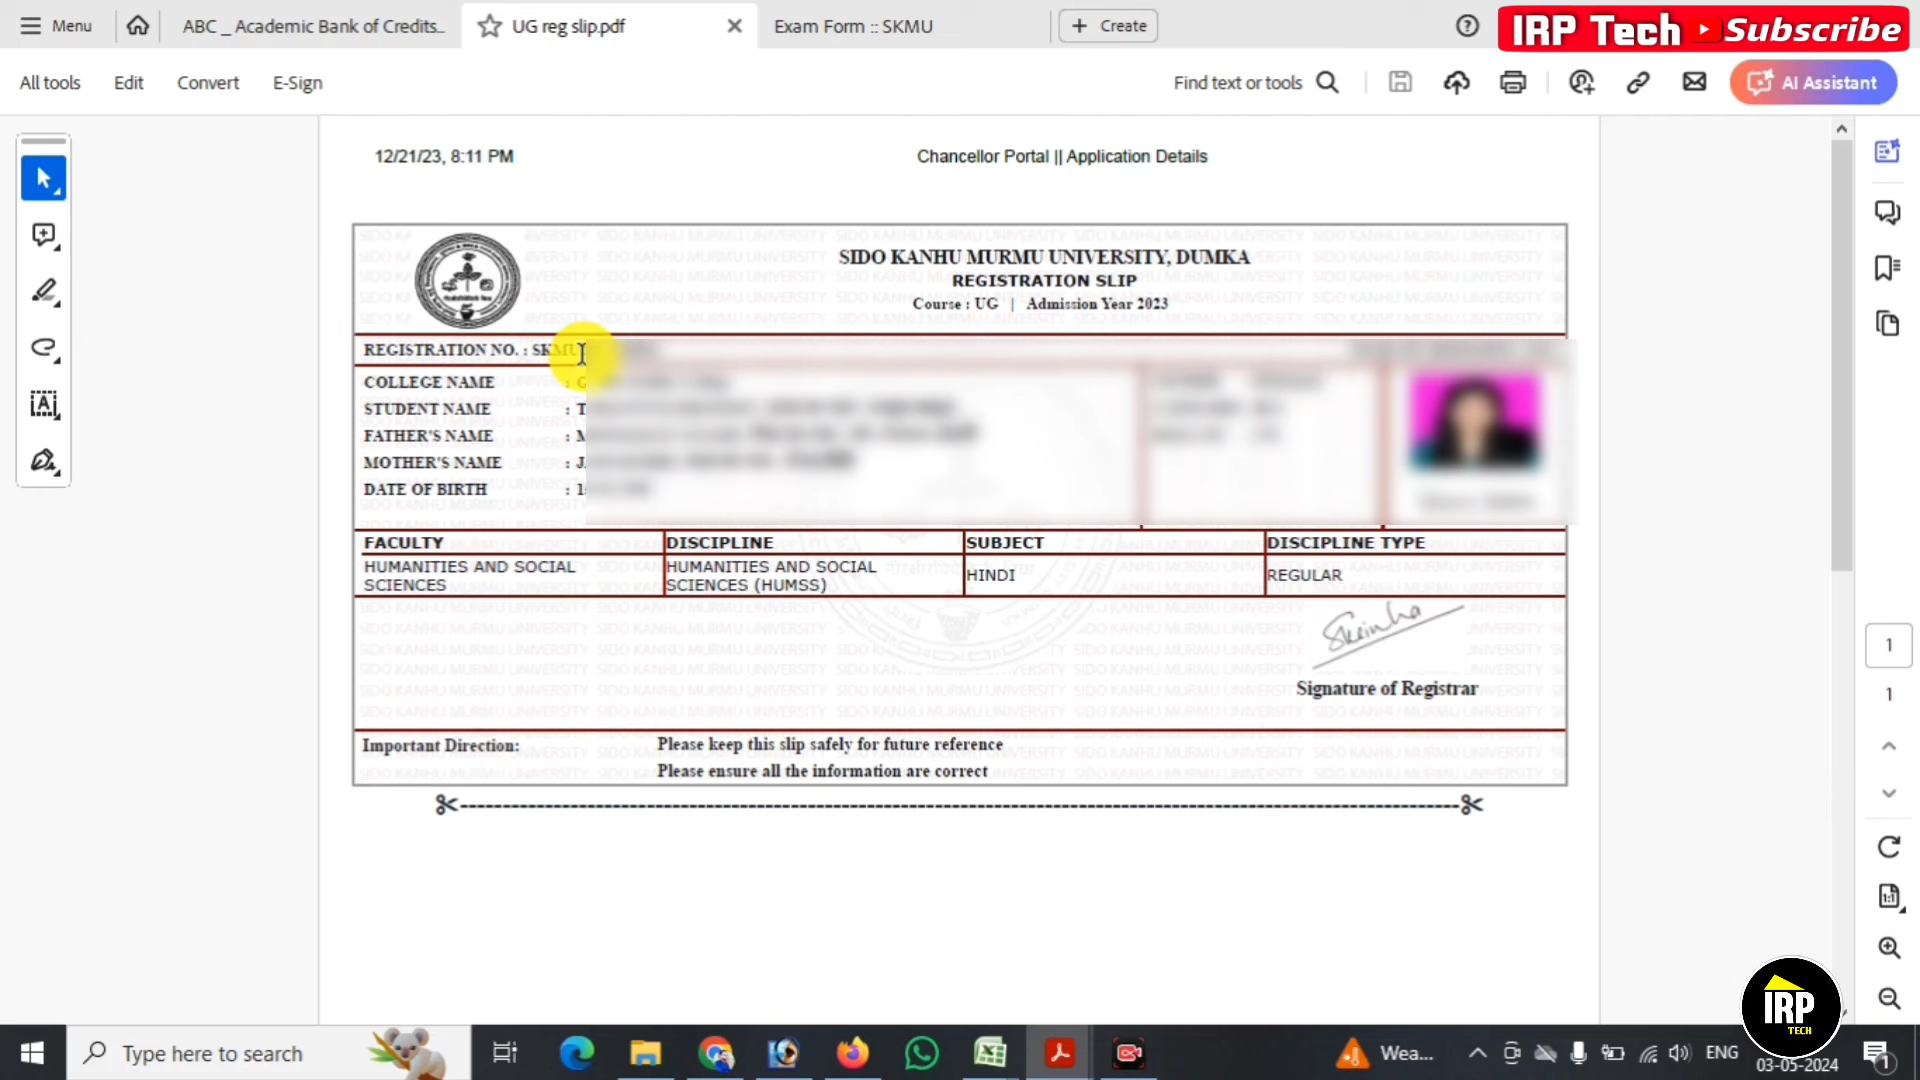 Menu
ABC _ Academic Bank of Credits...
UG reg slip.pdf
Exam Form :: SKMU
+ Create
IRP Tech Subscribe
All tools
Edit
Convert
E-Sign
Find text or tools
AI Assistant
12/21/23, 8:11 PM
Chancellor Portal || Application Details
SIDO KANHU MURMU UNIVERSITY, DUMKA
REGISTRATION SLIP
Course : UG | Admission Year 2023
REGISTRATION NO. : SKMU
COLLEGE NAME : G
STUDENT NAME : T
FATHER'S NAME : M
MOTHER'S NAME : J
DATE OF BIRTH : 1
FACULTY DISCIPLINE SUBJECT DISCIPLINE TYPE
HUMANITIES AND SOCIAL SCIENCES
HUMANITIES AND SOCIAL SCIENCES (HUMSS)
HINDI
REGULAR
Signature of Registrar
Important Direction:
Please keep this slip safely for future reference
Please ensure all the information are correct
1
1
1:1
IRP
TECH
Type here to search
Wea...
ENG
03-05-2024
1